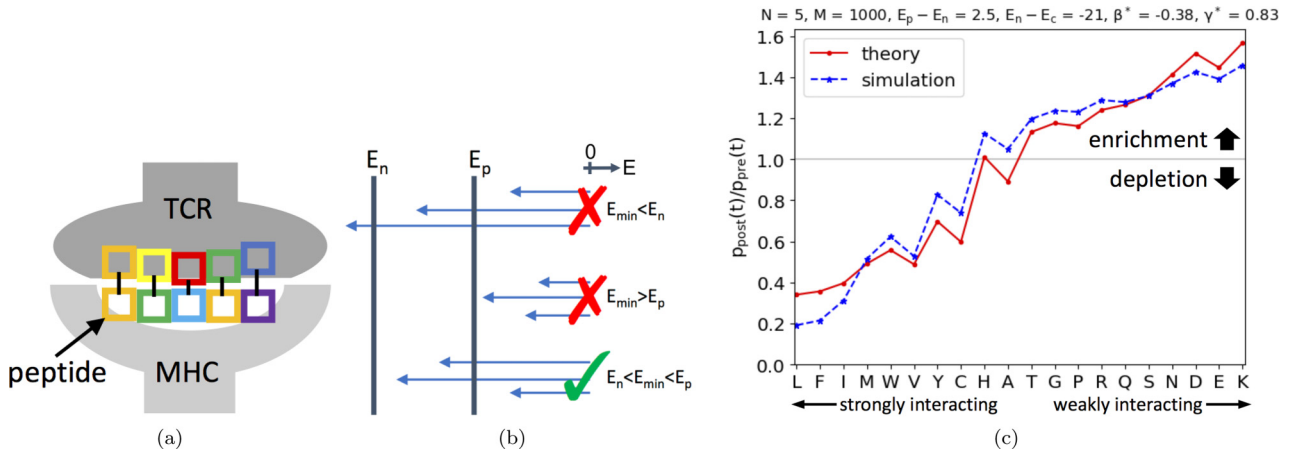 TCR
peptide
MHC
(a)
E_n
E_p
0
E
E_min<E_n
E_min>E_p
E_n<E_min<E_p
(b)
N = 5, M = 1000, E_p − E_n = 2.5, E_n − E_c = -21, β* = -0.38, γ* = 0.83
theory
simulation
1.6
1.4
1.2
1.0
0.8
0.6
0.4
0.2
0.0
p_post(t)/p_pre(t)
enrichment
depletion
L F I M W V Y C H A T G P R Q S N D E K
strongly interacting weakly interacting
(c)